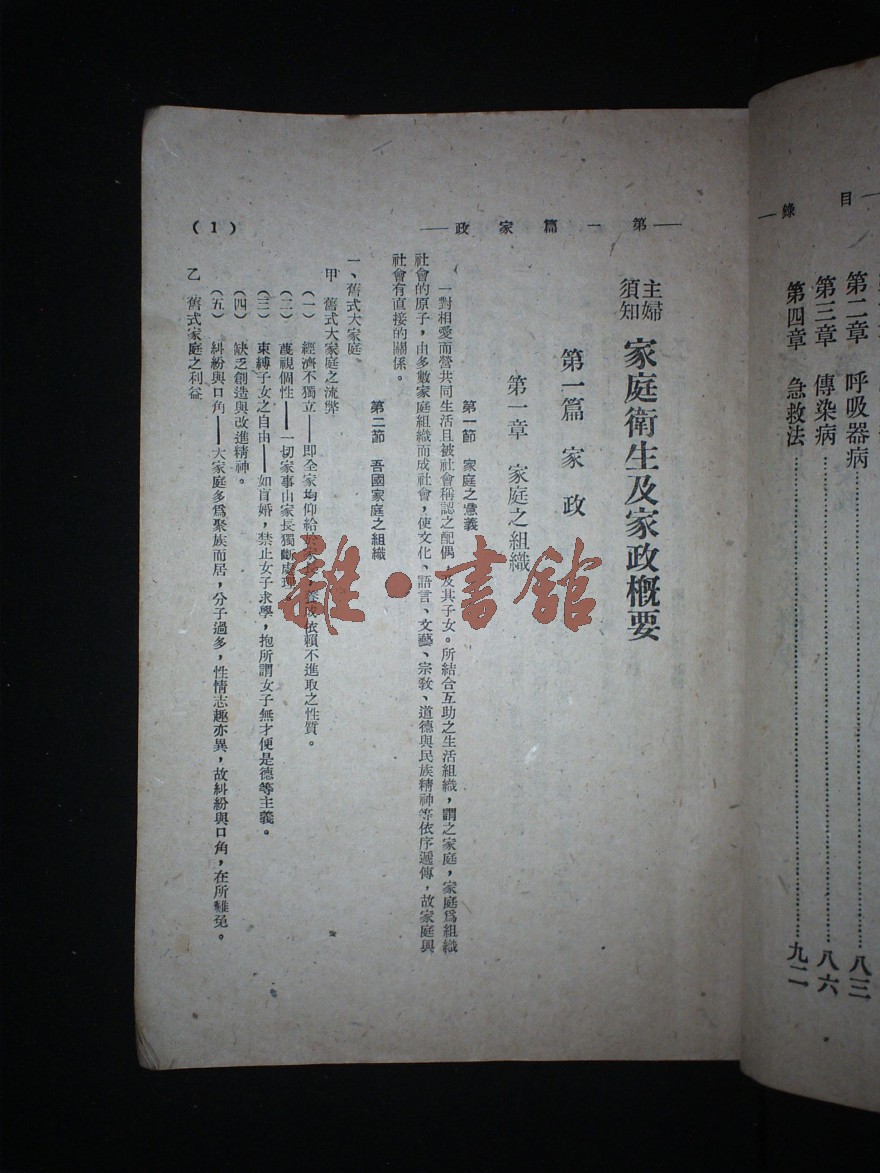 —錄 目—
第二章 呼吸器病……八三
第三章 傳染病……八六
第四章 急救法……九二
—第一篇家政—
(1)
主婦須知 家庭衛生及家政概要
第一篇 家政
第一章 家庭之組織
第一節 家庭之意義
一對相愛而營共同生活且被社會稱認之配偶 及其子女。所結合互助之生活組織,謂之家庭,家庭爲組織
社會的原子,由多數家庭組織而成社會,使文化、語言、文藝、宗敎、道德與民族精神等依序遞傳,故家庭與
社會有直接的關係。
第二節 吾國家庭之組織
一、舊式大家庭
甲 舊式大家庭之流弊
(一) 經濟不獨立——卽全家均仰給 依賴不進取之性質。
(二) 蔑視個性——一切家事由家長獨斷處理
(三) 束縛子女之自由——如盲婚,禁止女子求學,抱所謂女子無才便是德等主義。
(四) 缺乏創造與改進精神。
(五) 糾紛與口角——大家庭多爲聚族而居,分子過多,性情志趣亦異,故糾紛與口角,在所難免。
乙 舊式家庭之利益
雜·書館